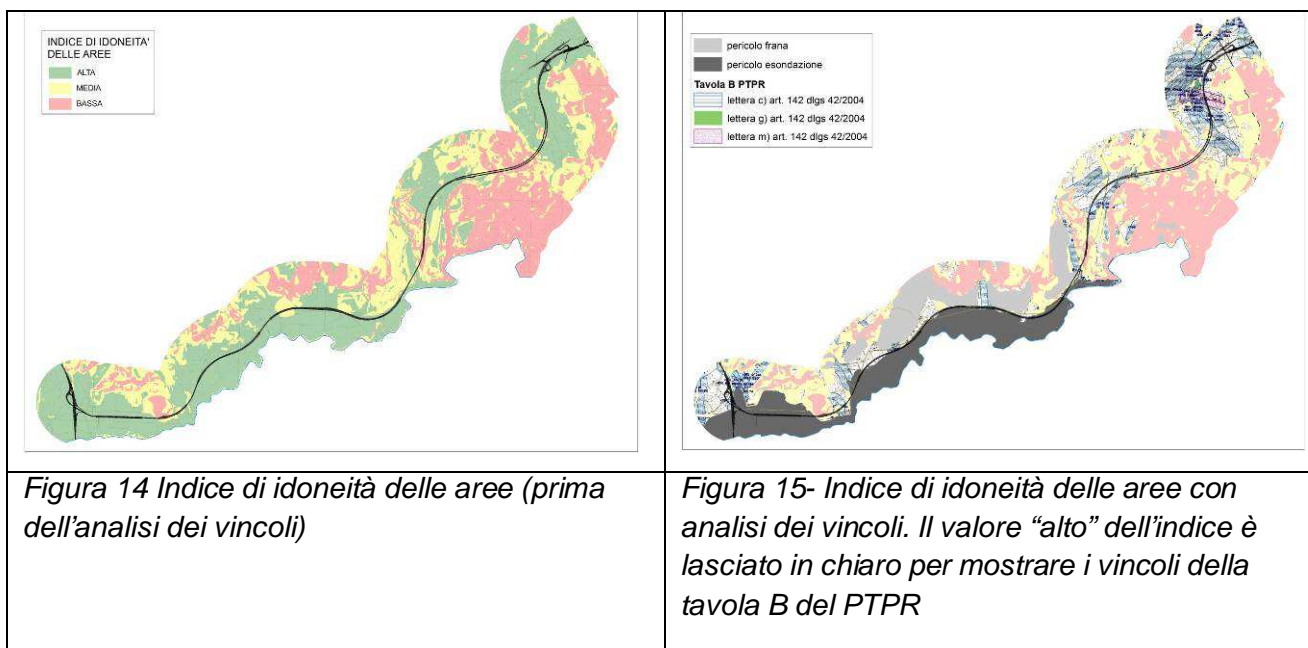 INDICE DI IDONEITA'
DELLE AREE
ALTA
MEDIA
BASSA
pericolo frana
pericolo esondazione
Tavola B PTPR
lettera c) art. 142 dlgs 42/2004
lettera g) art. 142 dlgs 42/2004
lettera m) art. 142 dlgs 42/2004
Figura 14 Indice di idoneità delle aree (prima
dell'analisi dei vincoli)
Figura 15- Indice di idoneità delle aree con
analisi dei vincoli. Il valore "alto" dell'indice è
lasciato in chiaro per mostrare i vincoli della
tavola B del PTPR